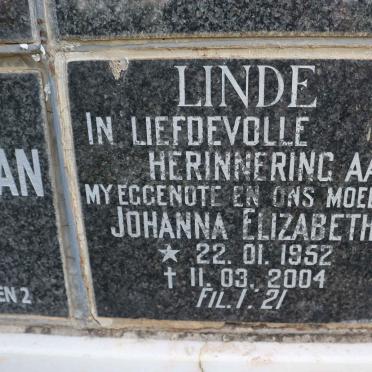 LINDE
IN LIEFDEVOLLE
HERINNERING AA
MY EGGENOTE EN ONS MOE
JOHANNA ELIZABETH
★ 22. 01. 1952
† 11. 03. 2004
FIL. 1. 21
AN
EN 2